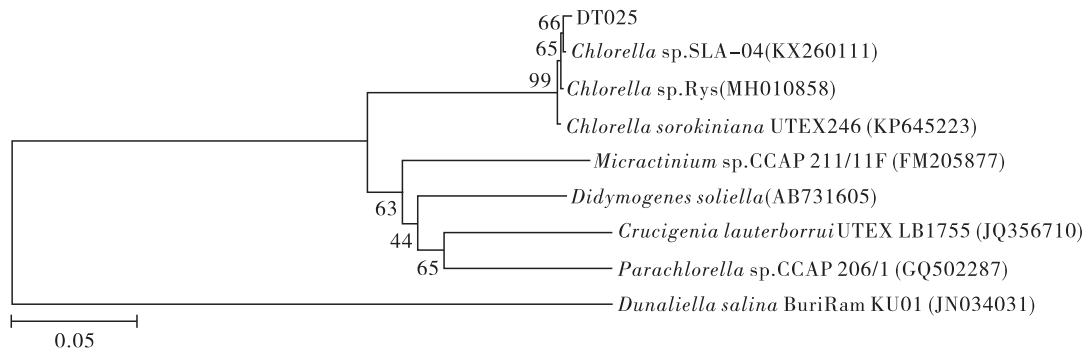 66
DT025
65
Chlorella sp.SLA-04(KX260111)
99
Chlorella sp.Rys(MH010858)
Chlorella sorokiniana UTEX246 (KP645223)
Micractinium sp.CCAP 211/11F (FM205877)
63
Didymogenes soliella(AB731605)
44
Crucigenia lauterborrui UTEX LB1755 (JQ356710)
65
Parachlorella sp.CCAP 206/1 (GQ502287)
Dunaliella salina BuriRam KU01 (JN034031)
0.05